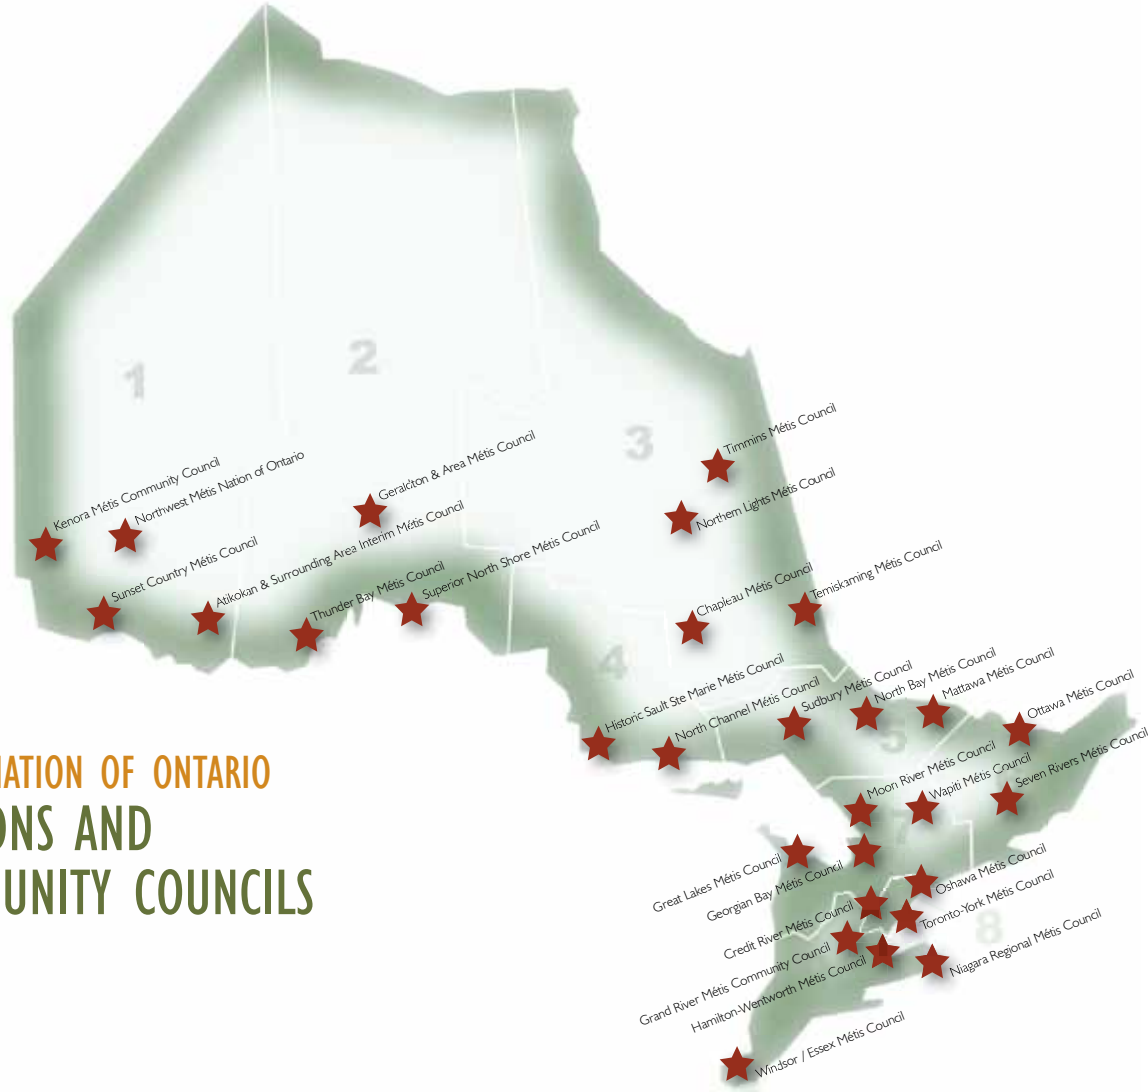 1
2
3
Timmins Métis Council
Kenora Métis Community Council
Northwest Métis Nation of Ontario
Geraldton & Area Métis Council
Northern Lights Métis Council
Sunset Country Métis Council
Atikokan & Surrounding Area Interim Métis Council
Thunder Bay Métis Council
Superior North Shore Métis Council
Chapleau Métis Council
Temiskaming Métis Council
4
Historic Sault Ste Marie Métis Council
North Channel Métis Council
Sudbury Métis Council
North Bay Métis Council
Mattawa Métis Council
Ottawa Métis Council
5
Moon River Métis Council
Wapiti Métis Council
Seven Rivers Métis Council
7
ATION OF ONTARIO
ONS AND
UNITY COUNCILS
Great Lakes Métis Council
Georgian Bay Métis Council
Oshawa Métis Council
Credit River Métis Council
Toronto-York Métis Council
8
Grand River Métis Community Council
Hamilton-Wentworth Métis Council
Niagara Regional Métis Council
Windsor / Essex Métis Council